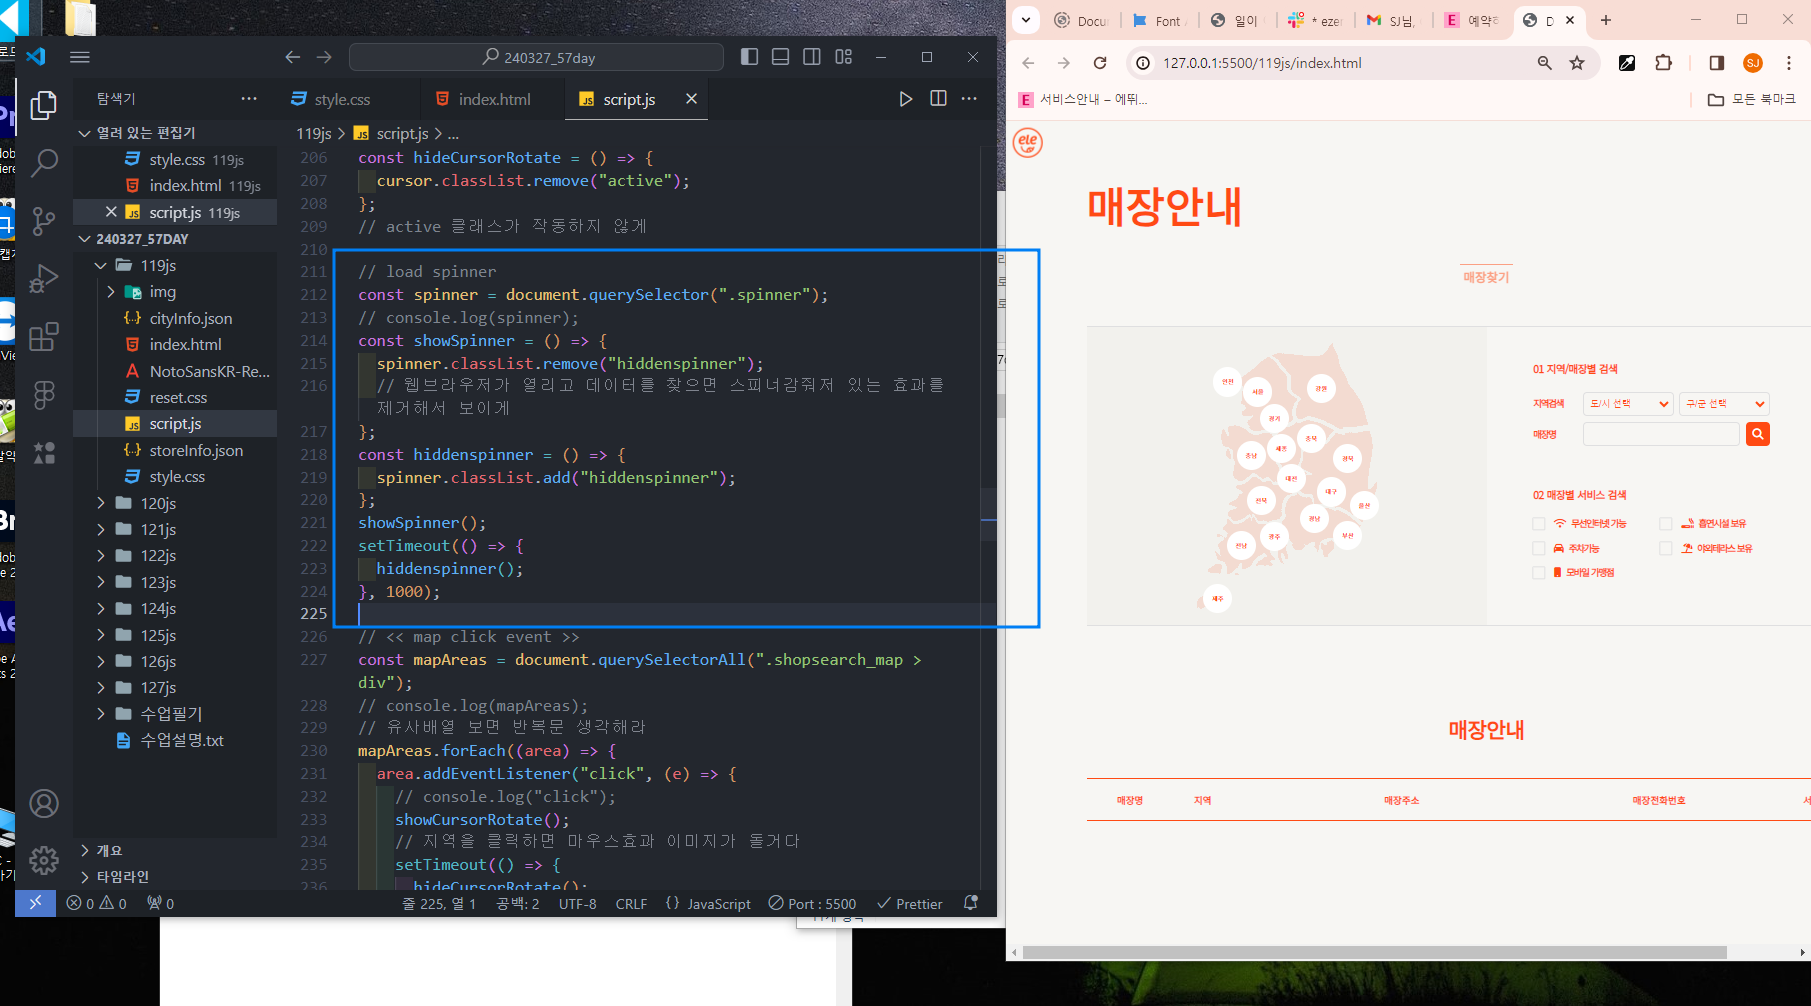 240327_57day
탐색기
열려 있는 편집기
style.css 119js
index.html 119js
script.js 119js
240327_57DAY
119js
img
cityInfo.json
index.html
NotoSansKR-Re...
reset.css
script.js
storeInfo.json
style.css
120js
121js
122js
123js
124js
125js
126js
127js
수업필기
수업설명.txt
개요
타임라인
style.css
index.html
script.js
119js > script.js > ...
206 const hideCursorRotate = () => {
207 cursor.classList.remove("active");
208 };
209 // active 클래스가 작동하지 않게
210
211 // load spinner
212 const spinner = document.querySelector(".spinner");
213 // console.log(spinner);
214 const showSpinner = () => {
215 spinner.classList.remove("hiddenspinner");
216 // 웹브라우저가 열리고 데이터를 찾으면 스피너감춰져 있는 효과를
제거해서 보이게
217 };
218 const hiddenspinner = () => {
219 spinner.classList.add("hiddenspinner");
220 };
221 showSpinner();
222 setTimeout(() => {
223 hiddenspinner();
224 }, 1000);
225
226 // << map click event >>
227 const mapAreas = document.querySelectorAll(".shopsearch_map >
div");
228 // console.log(mapAreas);
229 // 유사배열 보면 반복문 생각해라
230 mapAreas.forEach((area) => {
231 area.addEventListener("click", (e) => {
232 // console.log("click");
233 showCursorRotate();
234 // 지역을 클릭하면 마우스효과 이미지가 돌거다
235 setTimeout(() => {
236 hideCursorRotate();
0 0 0
줄 225, 열 1
공백: 2
UTF-8
CRLF
{} JavaScript
Port : 5500
Prettier
Docu
Font
일이
* ezen
SJ님,
예약하
D
127.0.0.1:5500/119js/index.html
SJ
서비스안내 – 에뛰...
모든 북마크
ele
매장안내
매장찾기
인천
서울
강원
경기
충북
세종
충남
경북
대전
대구
전북
울산
경남
광주
부산
전남
제주
01 지역/매장별 검색
지역검색 도/시 선택 구/군 선택
매장명
02 매장별 서비스 검색
무선인터넷 가능 흡연시설 보유
주차가능 야외테라스 보유
모바일 가맹점
매장안내
매장명 지역 매장주소 매장전화번호 서